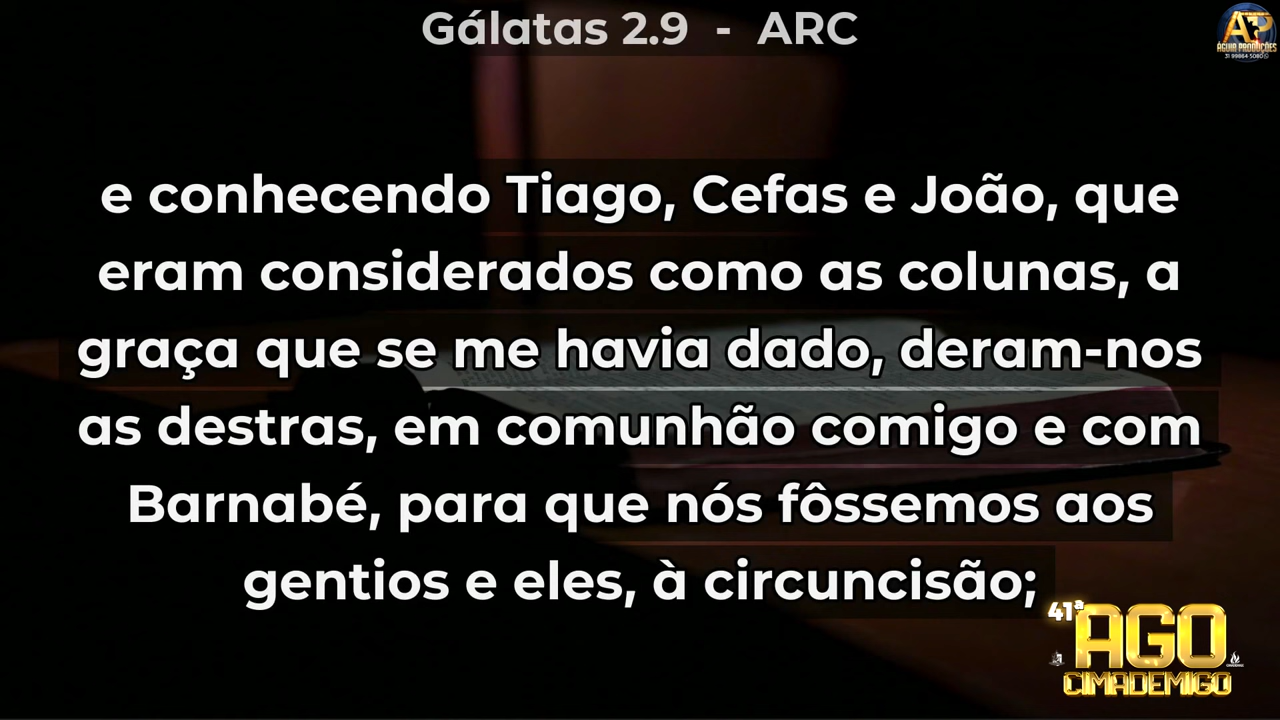 Gálatas 2.9 - ARC
ÁGUIA PRODUÇÕES
e conhecendo Tiago, Cefas e João, que
eram considerados como as colunas, a
graça que se me havia dado, deram-nos
as destras, em comunhão comigo e com
Barnabé, para que nós fôssemos aos
gentios e eles, à circuncisão;
41ª AGO
CIMADEMIGO